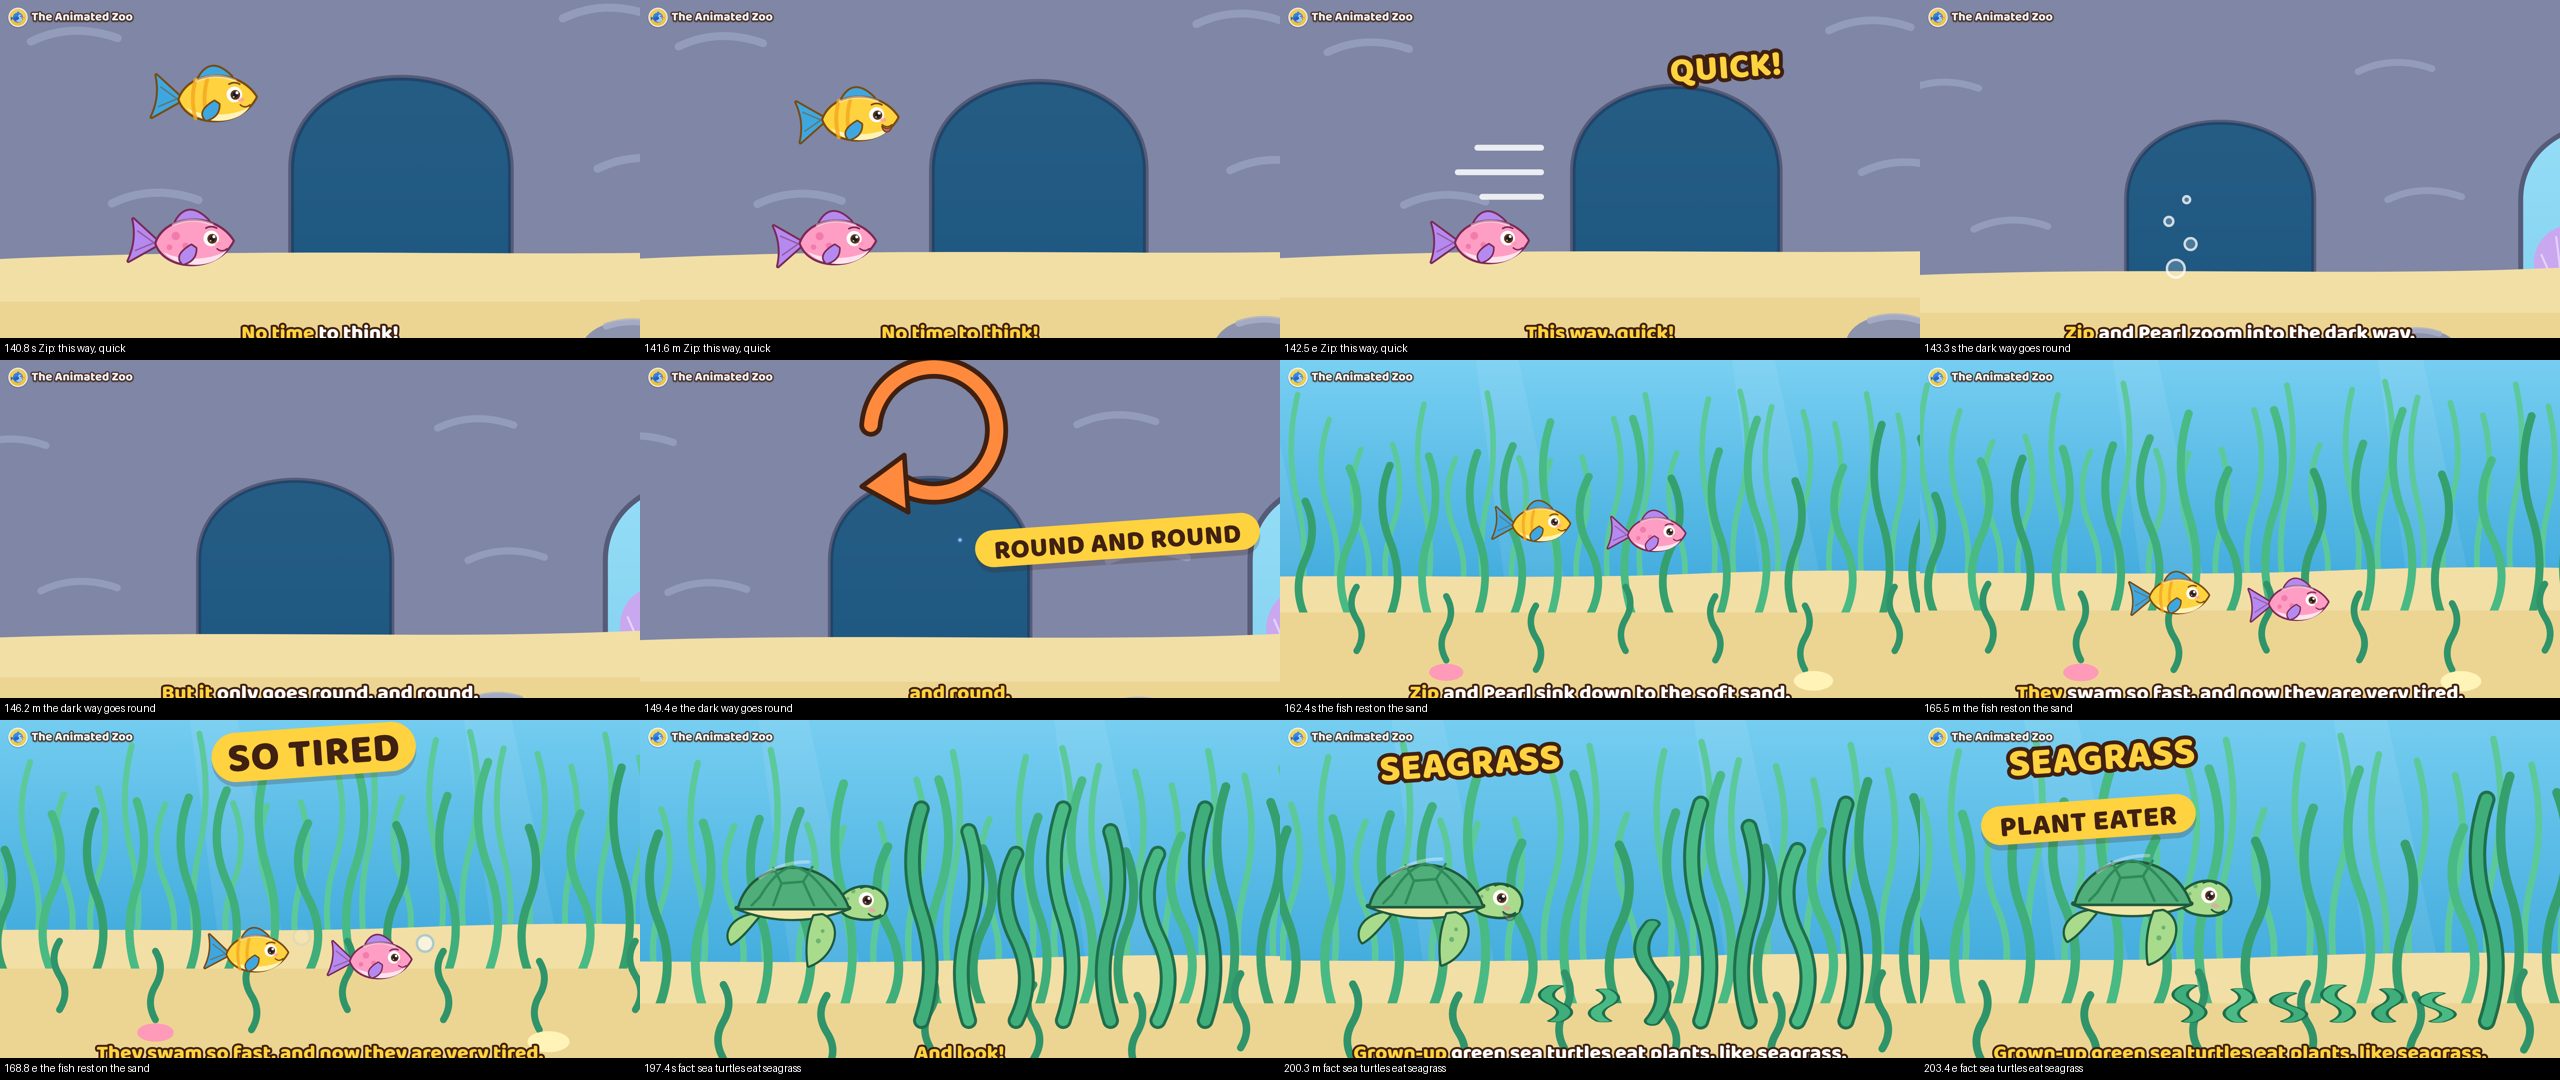 The Animated Zoo
No time to think!
140.8 s Zip: this way, quick
The Animated Zoo
No time to think!
141.6 m Zip: this way, quick
The Animated Zoo
QUICK!
This way, quick!
142.5 e Zip: this way, quick
The Animated Zoo
Zip and Pearl zoom into the dark way.
143.3 s the dark way goes round
The Animated Zoo
But it only goes round, and round.
146.2 m the dark way goes round
The Animated Zoo
ROUND AND ROUND
and round.
149.4 e the dark way goes round
The Animated Zoo
Zip and Pearl sink down to the soft sand.
162.4 s the fish rest on the sand
The Animated Zoo
They swam so fast, and now they are very tired.
165.5 m the fish rest on the sand
The Animated Zoo
SO TIRED
They swam so fast, and now they are very tired.
168.8 e the fish rest on the sand
The Animated Zoo
And look!
197.4 s fact: sea turtles eat seagrass
The Animated Zoo
SEAGRASS
Grown-up green sea turtles eat plants, like seagrass.
200.3 m fact: sea turtles eat seagrass
The Animated Zoo
SEAGRASS
PLANT EATER
Grown-up green sea turtles eat plants, like seagrass.
203.4 e fact: sea turtles eat seagrass